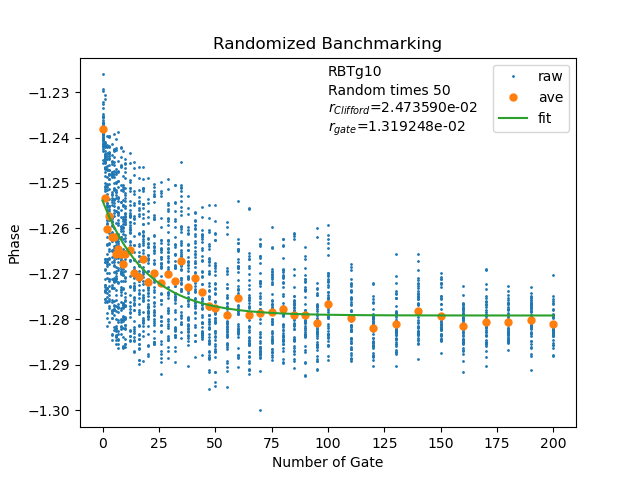 Randomized Banchmarking
RBTg10
Random times 50
r_Clifford=2.473590e-02
r_gate=1.319248e-02
raw
ave
fit
Phase
−1.23
−1.24
−1.25
−1.26
−1.27
−1.28
−1.29
−1.30
0 25 50 75 100 125 150 175 200
Number of Gate